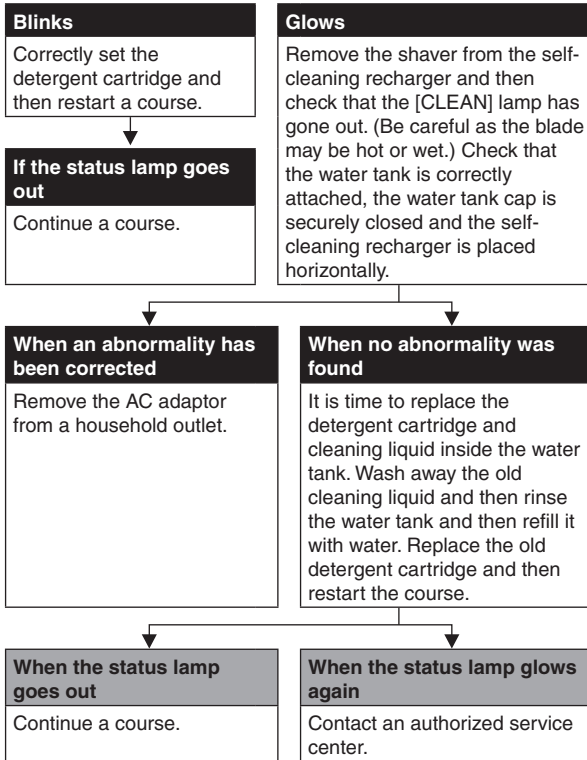 Blinks
Correctly set the
detergent cartridge and
then restart a course.
If the status lamp goes
out
Continue a course.
Glows
Remove the shaver from the self-
cleaning recharger and then
check that the [CLEAN] lamp has
gone out. (Be careful as the blade
may be hot or wet.) Check that
the water tank is correctly
attached, the water tank cap is
securely closed and the self-
cleaning recharger is placed
horizontally.
When an abnormality has
been corrected
Remove the AC adaptor
from a household outlet.
When no abnormality was
found
It is time to replace the
detergent cartridge and
cleaning liquid inside the water
tank. Wash away the old
cleaning liquid and then rinse
the water tank and then refill it
with water. Replace the old
detergent cartridge and then
restart the course.
When the status lamp
goes out
Continue a course.
When the status lamp glows
again
Contact an authorized service
center.